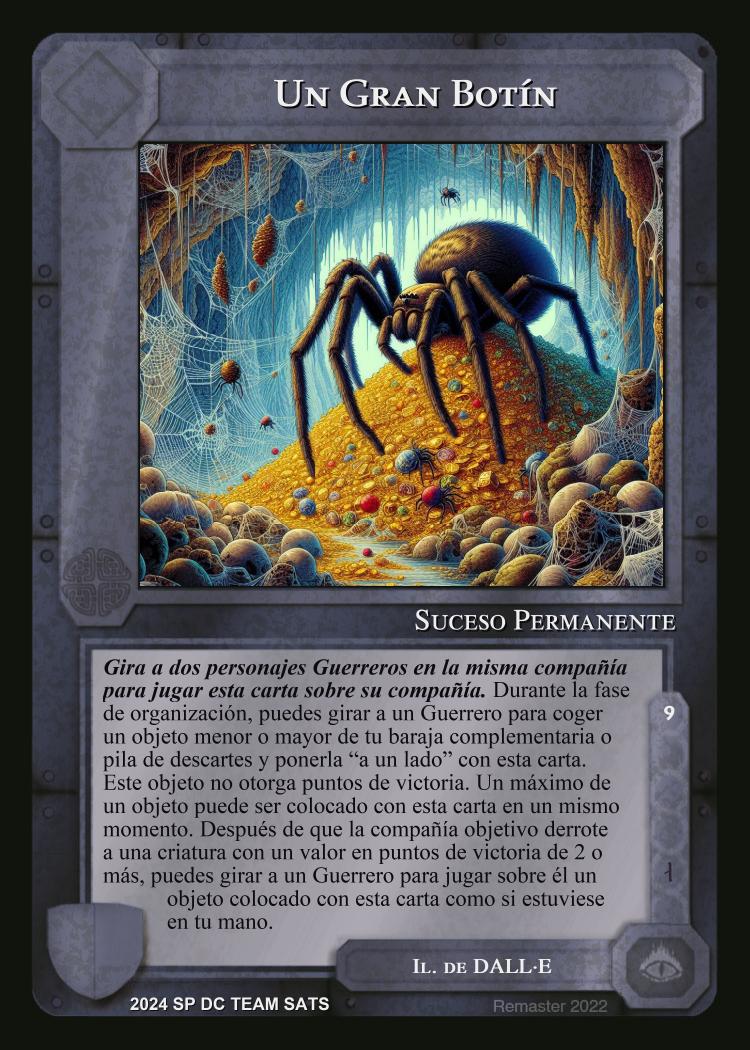 Un Gran Botín
Suceso Permanente
Gira a dos personajes Guerreros en la misma compañía
para jugar esta carta sobre su compañía. Durante la fase
de organización, puedes girar a un Guerrero para coger
un objeto menor o mayor de tu baraja complementaria o
pila de descartes y ponerla “a un lado” con esta carta.
Este objeto no otorga puntos de victoria. Un máximo de
un objeto puede ser colocado con esta carta en un mismo
momento. Después de que la compañía objetivo derrote
a una criatura con un valor en puntos de victoria de 2 o
más, puedes girar a un Guerrero para jugar sobre él un
objeto colocado con esta carta como si estuviese
en tu mano.
9
Il. de DALL·E
2024 SP DC TEAM SATS
Remaster 2022